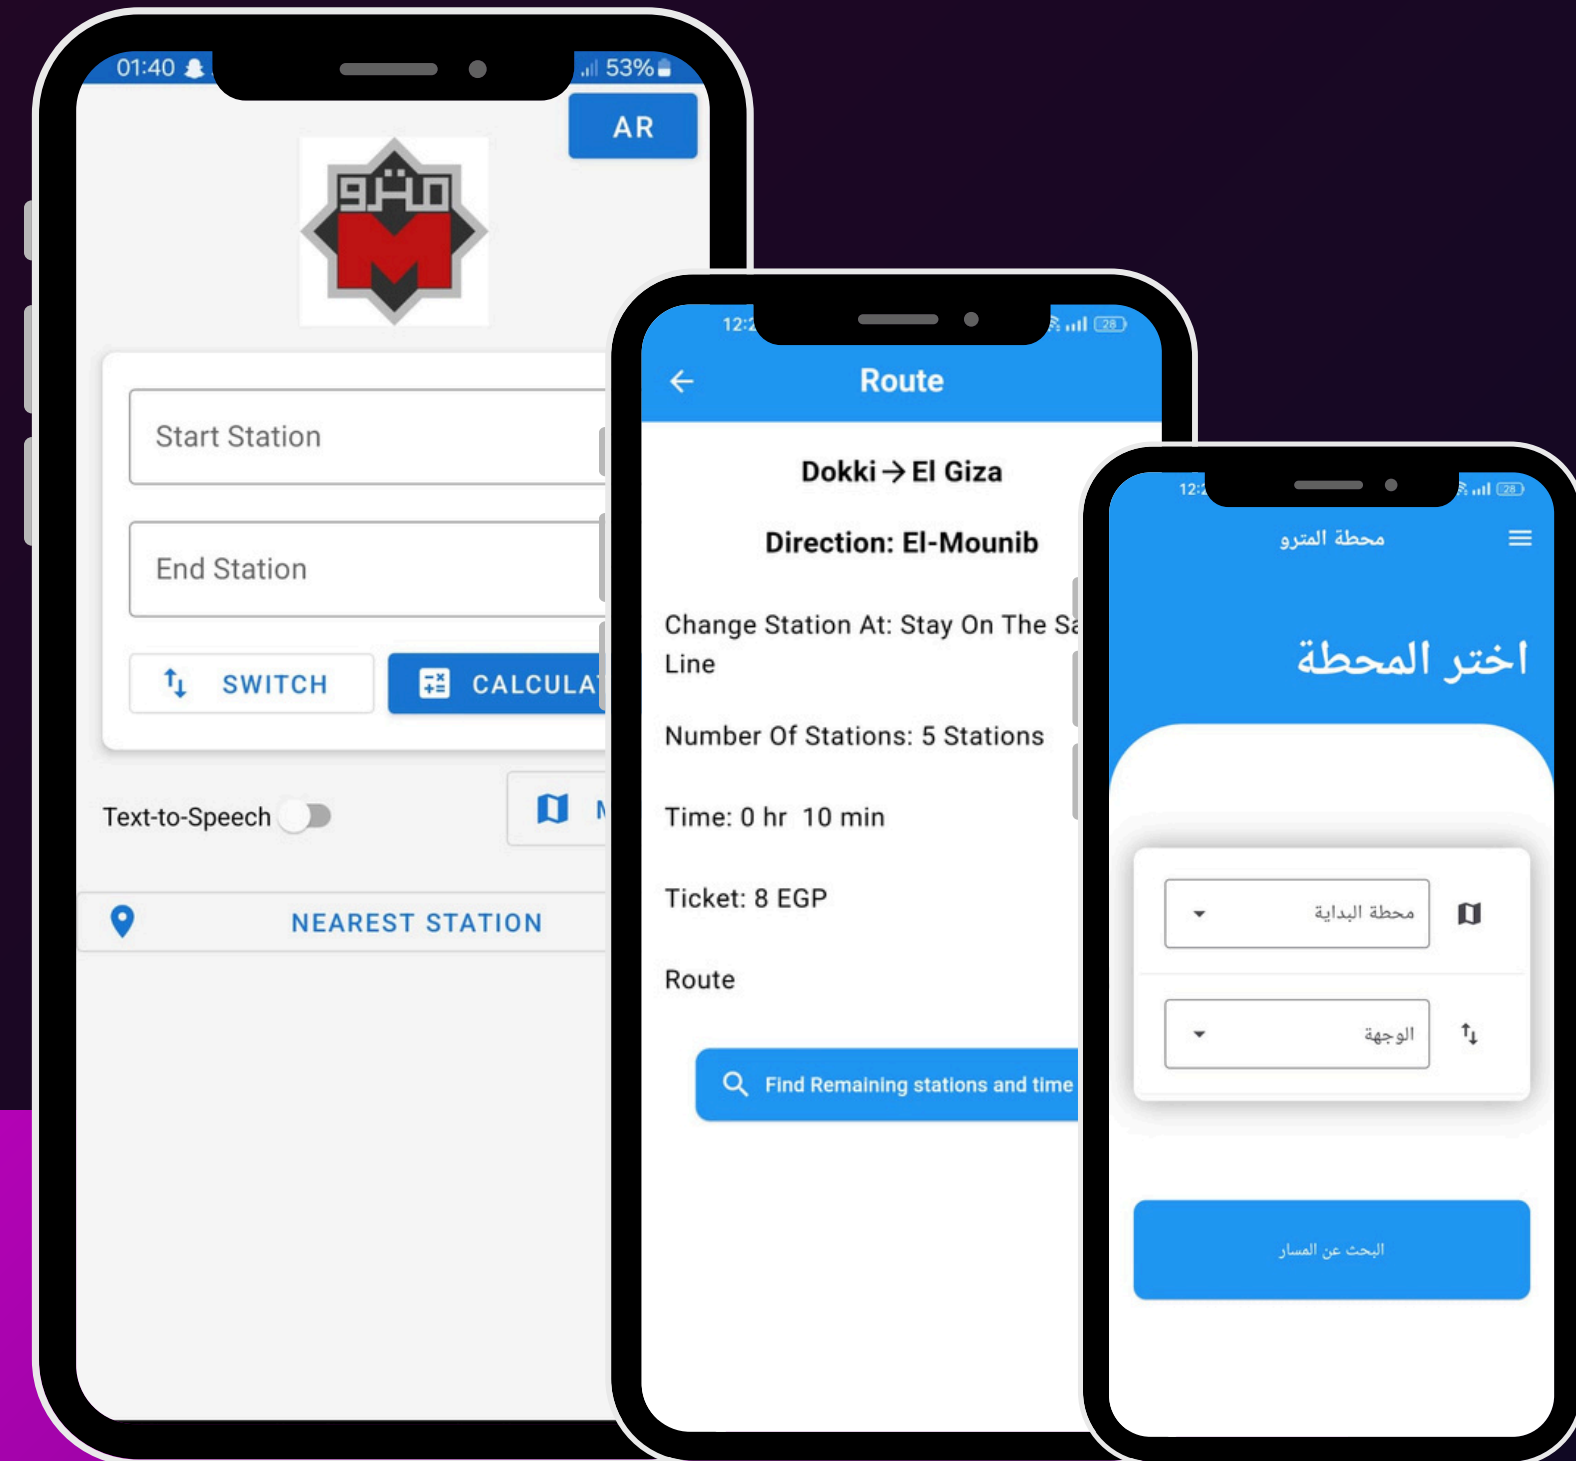 01:40
53%
AR
مترو
M
Start Station
End Station
SWITCH
Text-to-Speech
NEAREST STATION
28
Route
Dokki → El Giza
Direction: El-Mounib
Change Station At: Stay On The
Line
Number Of Stations: 5 Stations
Time: 0 hr 10 min
Ticket: 8 EGP
Route
Find Remaining stations and time
28
محطة المترو
اختر المحطة
محطة البداية
الوجهة
البحث عن المسار